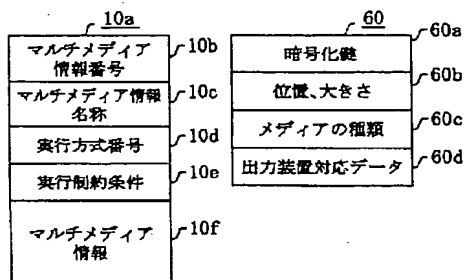 10a
マルチメディア
情報番号
10b
マルチメディア情報
名称
10c
実行方式番号
10d
実行制約条件
10e
マルチメディア
情報
10f
60
暗号化鍵
60a
位置、大きさ
60b
メディアの種類
60c
出力装置対応データ
60d